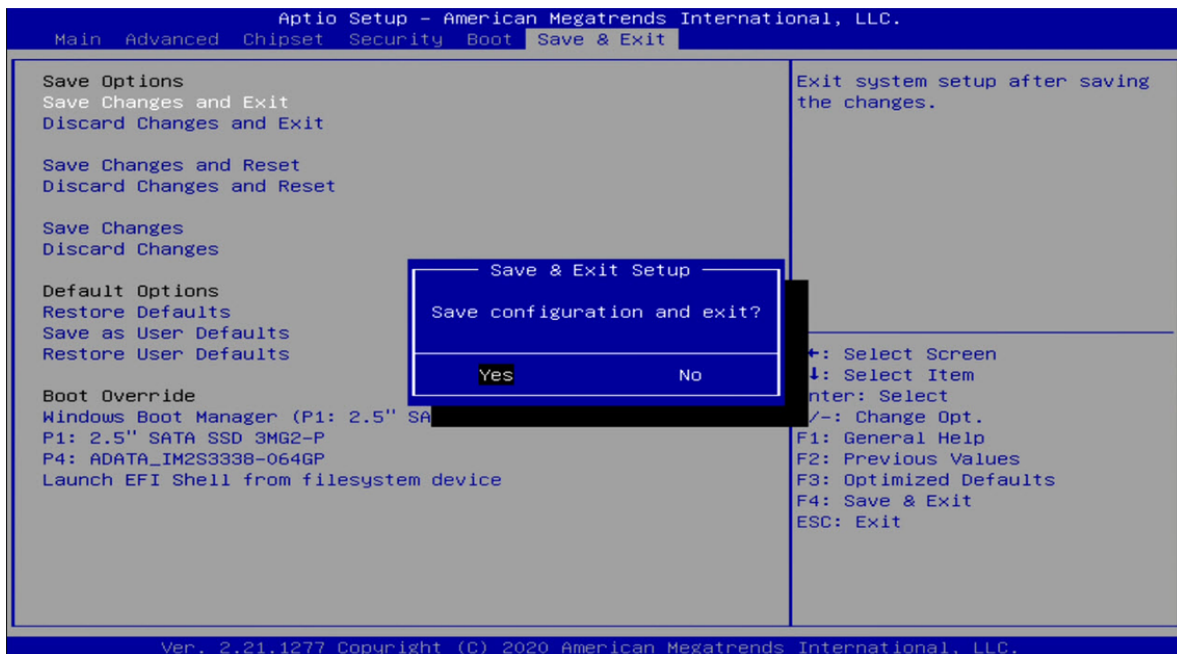 Aptio Setup – American Megatrends International, LLC.
Main Advanced Chipset Security Boot Save & Exit
Save Options
Save Changes and Exit
Discard Changes and Exit
Save Changes and Reset
Discard Changes and Reset
Save Changes
Discard Changes
Default Options
Restore Defaults
Save as User Defaults
Restore User Defaults
Boot Override
Windows Boot Manager (P1: 2.5" SA
P1: 2.5" SATA SSD 3MG2-P
P4: ADATA_IM2S3338-064GP
Launch EFI Shell from filesystem device
Save & Exit Setup
Save configuration and exit?
Yes No
Exit system setup after saving
the changes.
←: Select Screen
↓: Select Item
nter: Select
/-: Change Opt.
F1: General Help
F2: Previous Values
F3: Optimized Defaults
F4: Save & Exit
ESC: Exit
Ver. 2.21.1277 Copyright (C) 2020 American Megatrends International, LLC.